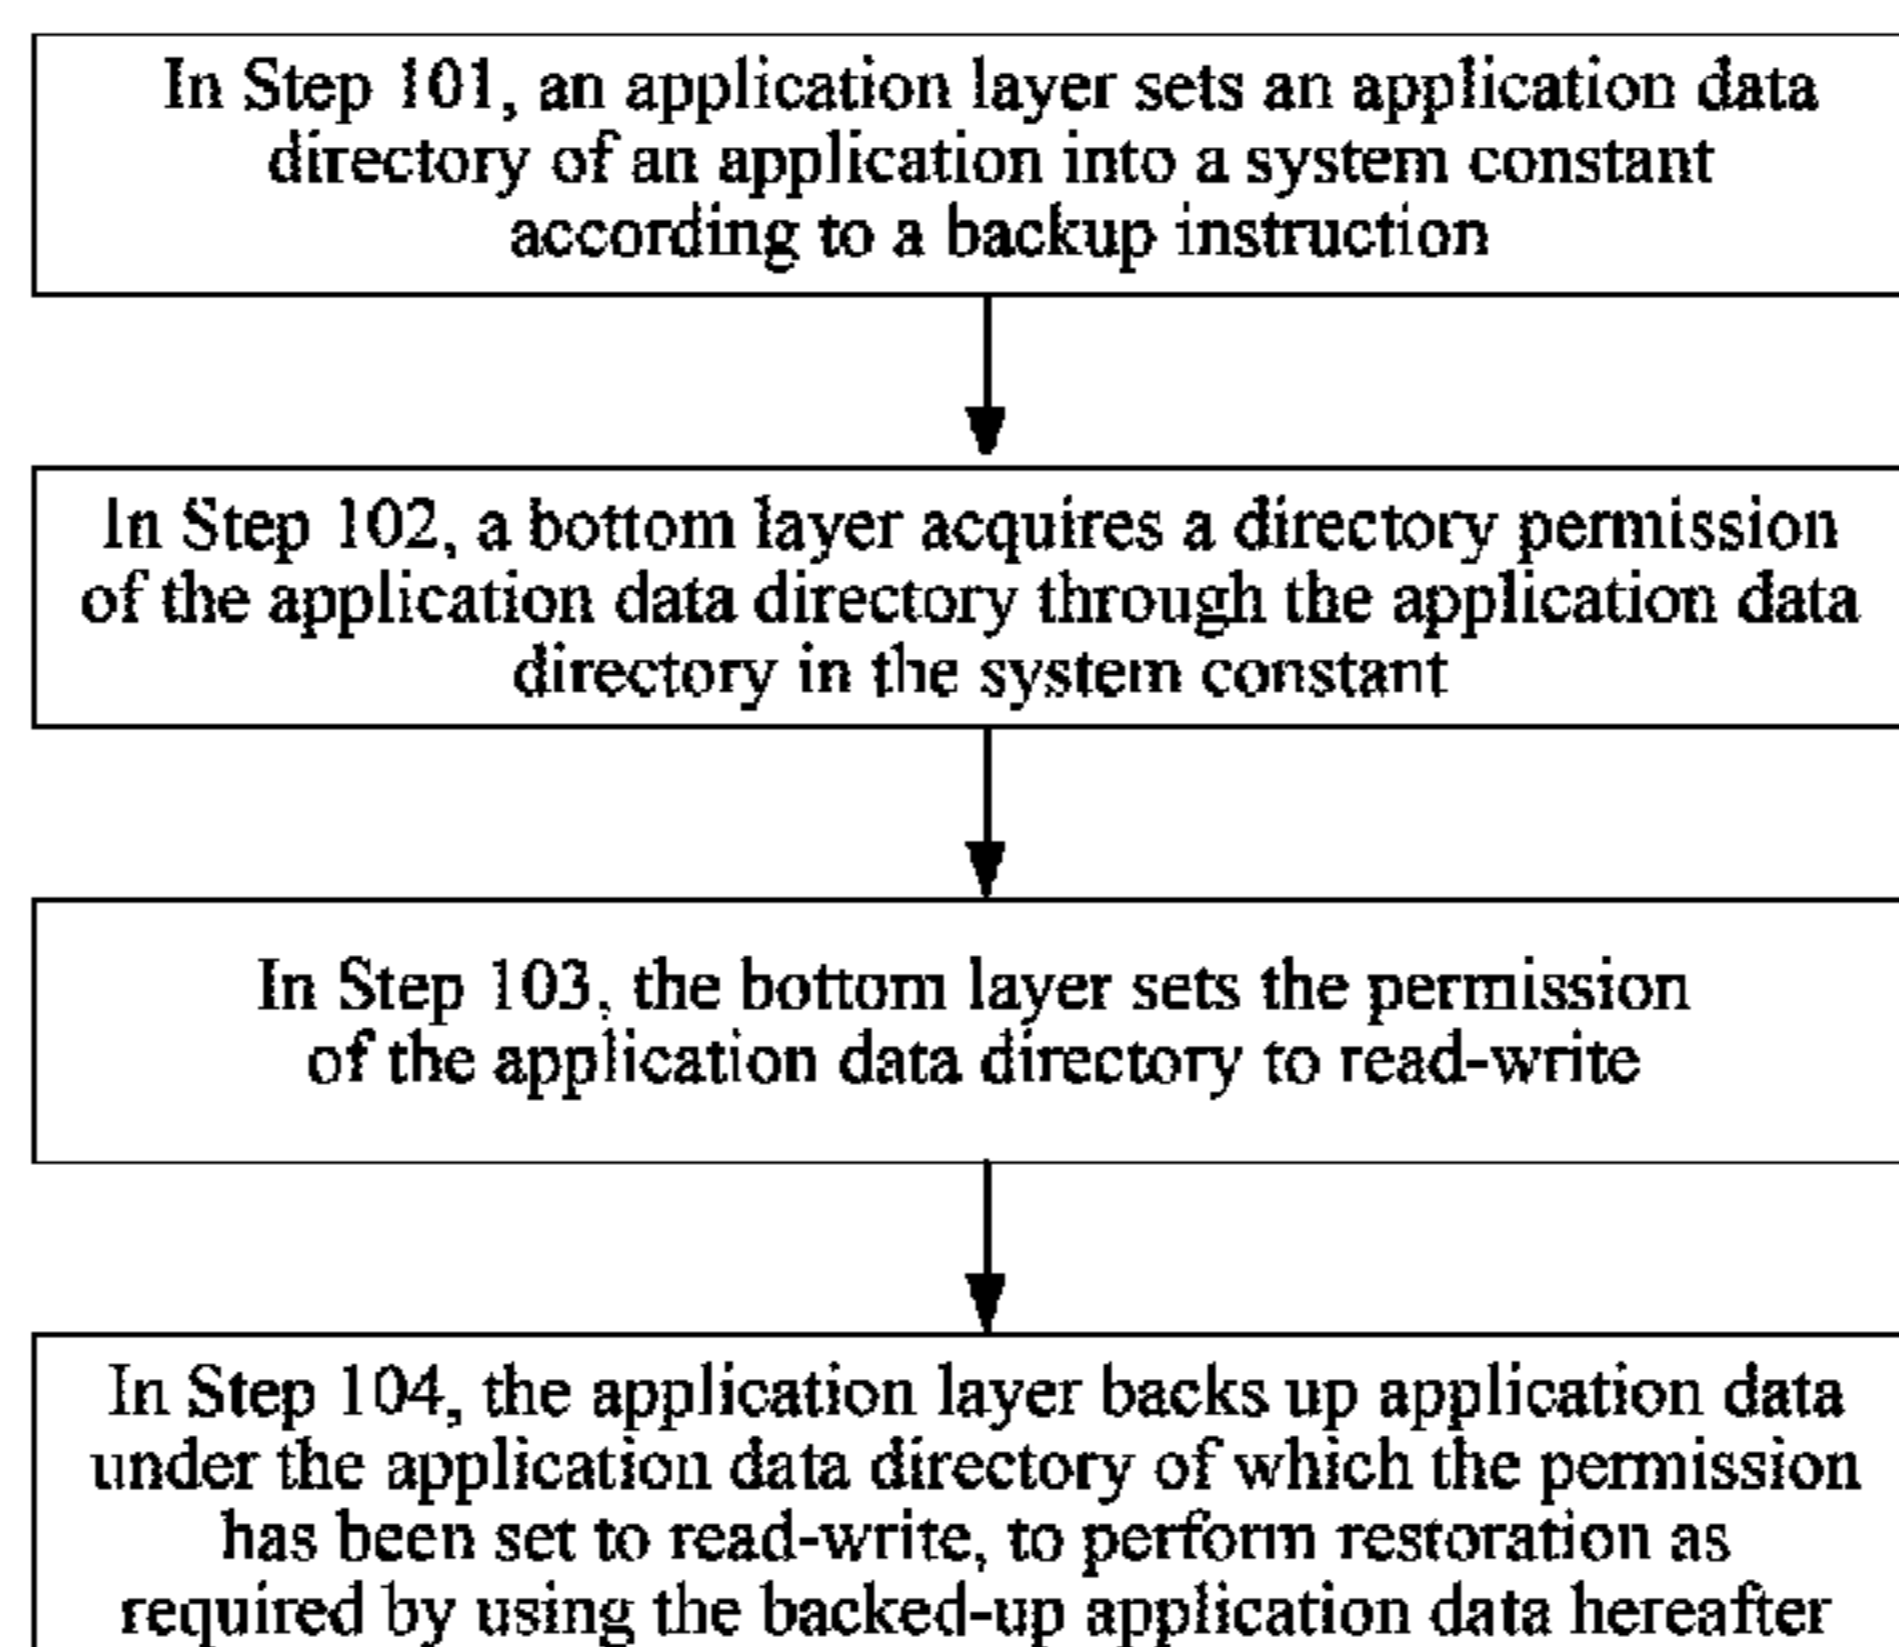 In Step 101, an application layer sets an application data
directory of an application into a system constant
according to a backup instruction
In Step 102, a bottom layer acquires a directory permission
of the application data directory through the application data
directory in the system constant
In Step 103, the bottom layer sets the permission
of the application data directory to read-write
In Step 104, the application layer backs up application data
under the application data directory of which the permission
has been set to read-write, to perform restoration as
required by using the backed-up application data hereafter